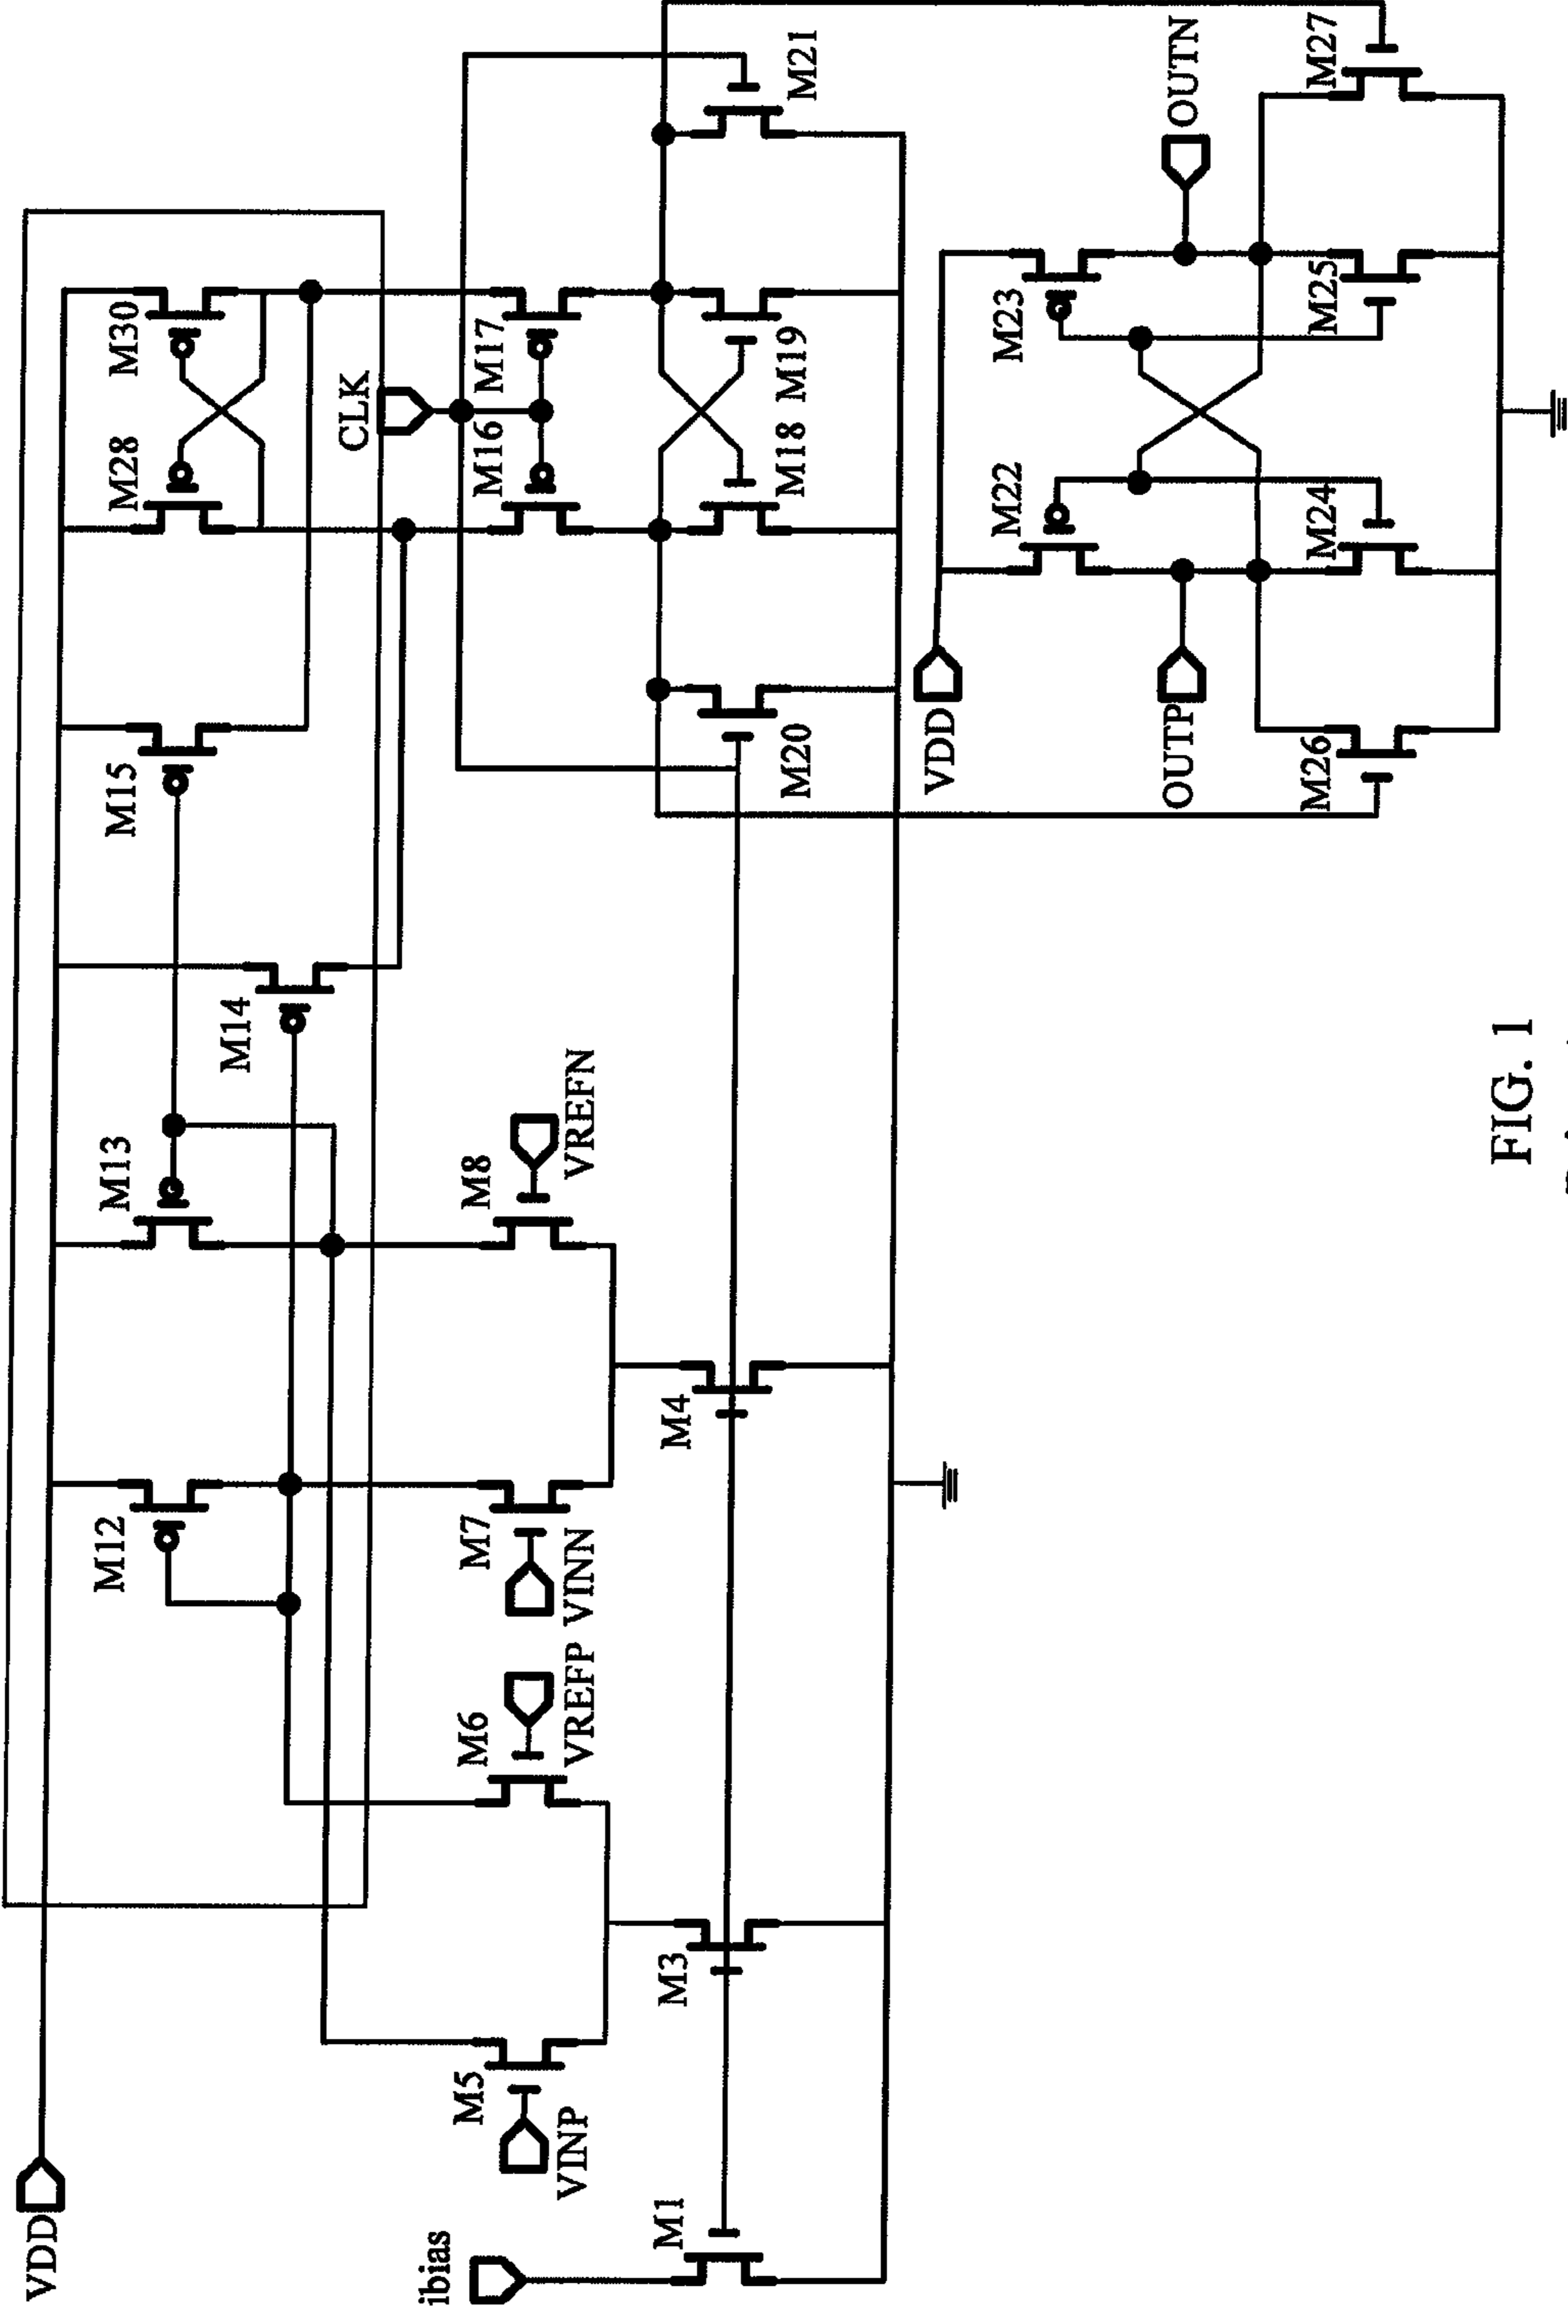 VDD
ibias
M1
VINP
M5
M3
M6
VREFP
VINN
M7
M12
M4
M8
VREFN
M13
M14
M15
M28
M30
CLK
M16
M17
M18
M19
M20
M21
VDD
OUTP
OUTN
M22
M23
M24
M25
M26
M27
FIG. 1